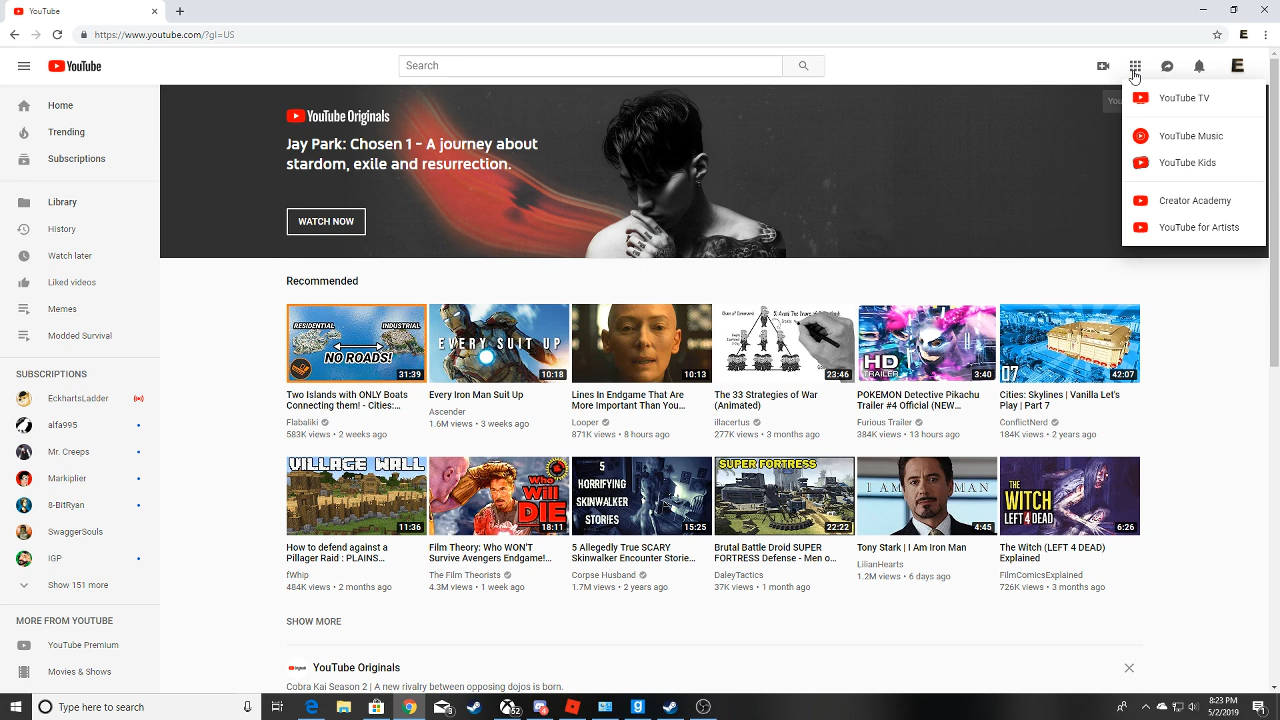 YouTube
https://www.youtube.com/?gl=US
E
YouTube
Search
E
Home
Trending
Subscriptions
Library
History
Watch later
Liked videos
Memes
Modded Survival
SUBSCRIPTIONS
EckhartsLadder
alfa995
Mr. Creeps
Markiplier
8-BitRyan
SwaggerSouls
IGP
Show 151 more
MORE FROM YOUTUBE
YouTube Premium
Movies & Shows
YouTube Originals
Jay Park: Chosen 1 - A journey about
stardom, exile and resurrection.
WATCH NOW
You
YouTube TV
YouTube Music
YouTube Kids
Creator Academy
YouTube for Artists
Recommended
RESIDENTIAL INDUSTRIAL
NO ROADS!
31:39
EVERY SUIT UP
10:18
10:13
23:46
HD
TRAILER
3:40
07
42:07
Two Islands with ONLY Boats
Connecting them! - Cities:...
Flabaliki
583K views • 2 weeks ago
Every Iron Man Suit Up
Ascender
1.6M views • 3 weeks ago
Lines In Endgame That Are
More Important Than You...
Looper
871K views • 8 hours ago
The 33 Strategies of War
(Animated)
illacertus
277K views • 3 months ago
POKEMON Detective Pikachu
Trailer #4 Official (NEW...
Furious Trailer
384K views • 13 hours ago
Cities: Skylines | Vanilla Let's
Play | Part 7
ConflictNerd
184K views • 2 years ago
VILLAGE WALL
11:36
Who
Will
DIE
18:11
5
HORRIFYING
SKINWALKER
STORIES
15:25
SUPER FORTRESS
22:22
I AM IRON MAN
4:45
THE
WITCH
LEFT 4 DEAD
6:26
How to defend against a
Pillager Raid : PLAINS...
fWhip
484K views • 2 months ago
Film Theory: Who WON'T
Survive Avengers Endgame!...
The Film Theorists
4.3M views • 1 week ago
5 Allegedly True SCARY
Skinwalker Encounter Storie...
Corpse Husband
1.7M views • 2 years ago
Brutal Battle Droid SUPER
FORTRESS Defense - Men o...
DaleyTactics
37K views • 1 month ago
Tony Stark | I Am Iron Man
LilianHearts
1.2M views • 6 days ago
The Witch (LEFT 4 DEAD)
Explained
FilmComicsExplained
726K views • 3 months ago
SHOW MORE
YouTube Originals
Cobra Kai Season 2 | A new rivalry between opposing dojos is born.
Type here to search
3
52
4
8:23 PM
5/2/2019
1